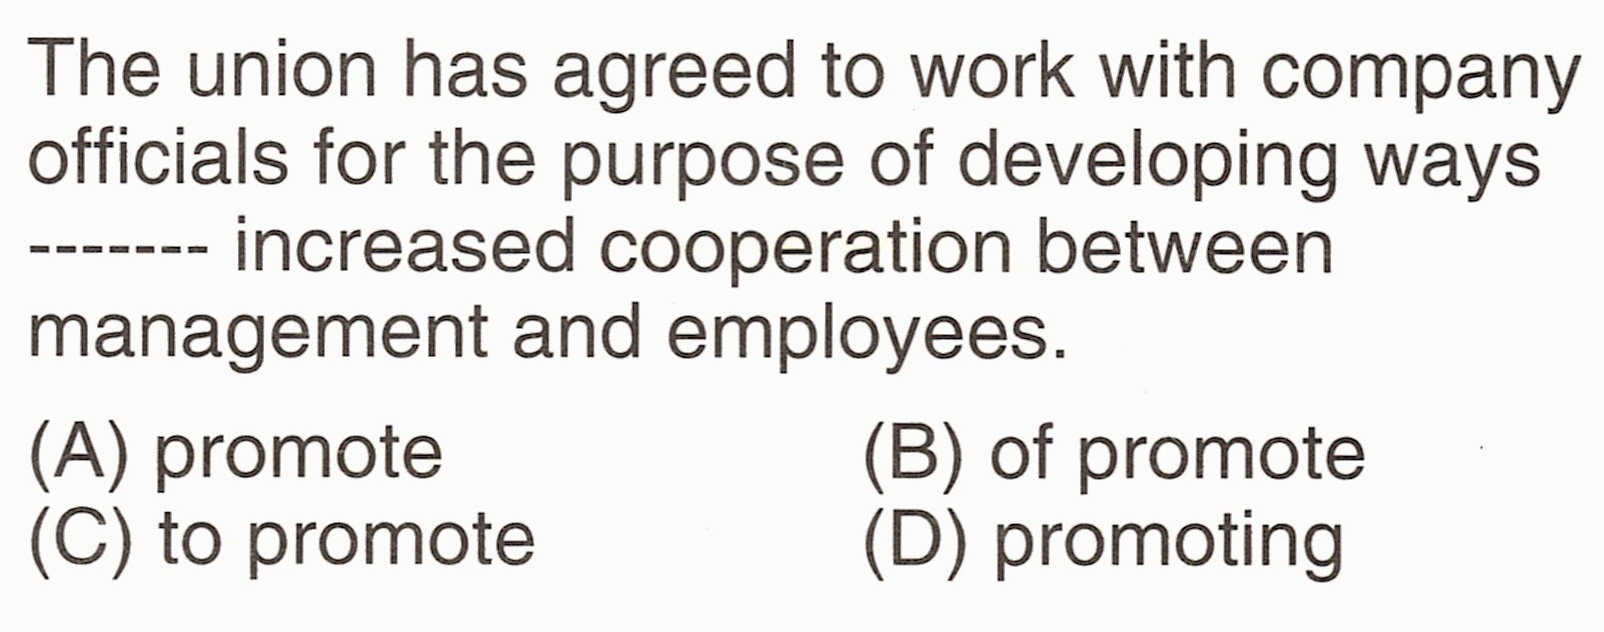 The union has agreed to work with company
officials for the purpose of developing ways
------- increased cooperation between
management and employees.
(A) promote (B) of promote
(C) to promote (D) promoting